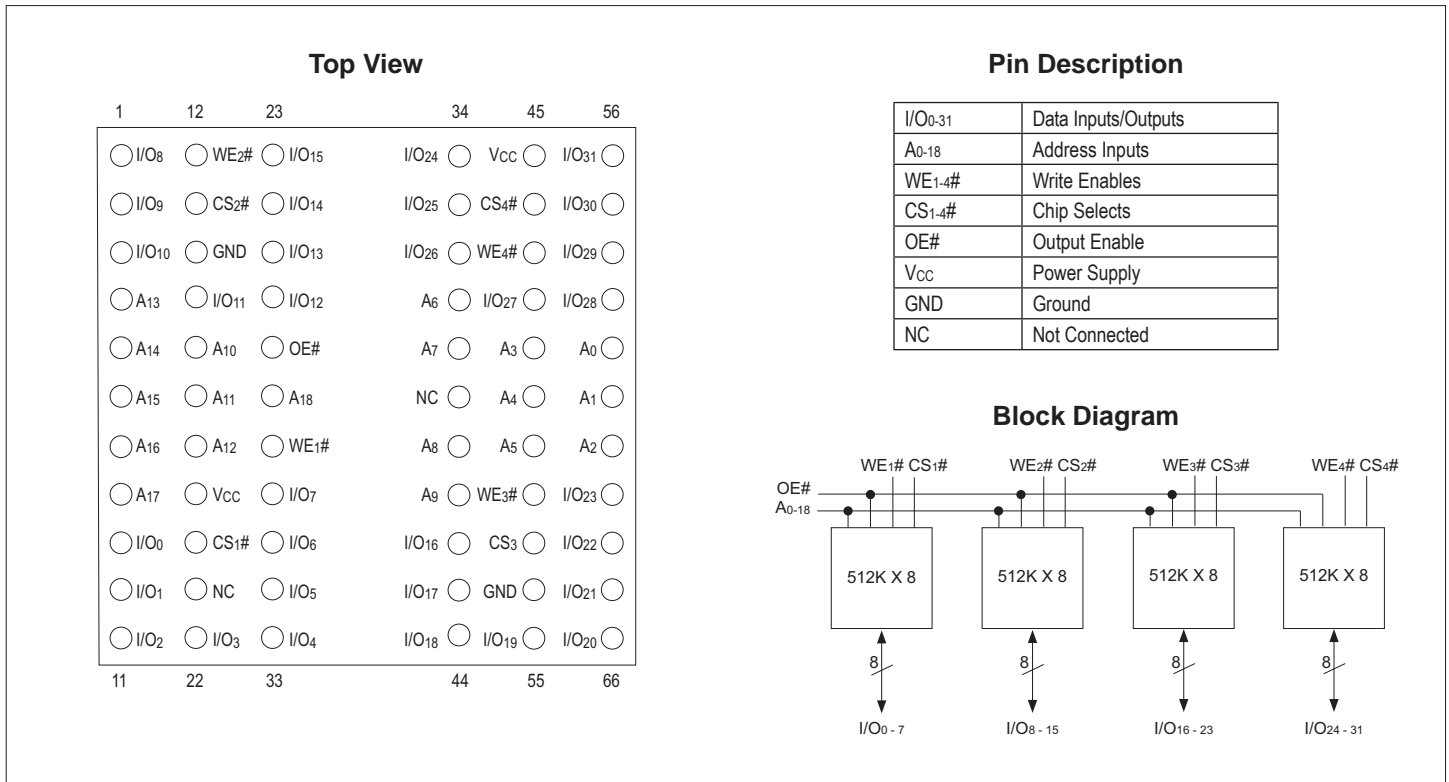 Top View
1 12 23 34 45 56
I/O8 WE2# I/O15 I/O24 VCC I/O31
I/O9 CS2# I/O14 I/O25 CS4# I/O30
I/O10 GND I/O13 I/O26 WE4# I/O29
A13 I/O11 I/O12 A6 I/O27 I/O28
A14 A10 OE# A7 A3 A0
A15 A11 A18 NC A4 A1
A16 A12 WE1# A8 A5 A2
A17 VCC I/O7 A9 WE3# I/O23
I/O0 CS1# I/O6 I/O16 CS3 I/O22
I/O1 NC I/O5 I/O17 GND I/O21
I/O2 I/O3 I/O4 I/O18 I/O19 I/O20
11 22 33 44 55 66
Pin Description
I/O0-31 Data Inputs/Outputs
A0-18 Address Inputs
WE1-4# Write Enables
CS1-4# Chip Selects
OE# Output Enable
VCC Power Supply
GND Ground
NC Not Connected
Block Diagram
WE1# CS1# WE2# CS2# WE3# CS3# WE4# CS4#
OE#
A0-18
512K X 8 512K X 8 512K X 8 512K X 8
8 8 8 8
I/O0 - 7 I/O8 - 15 I/O16 - 23 I/O24 - 31